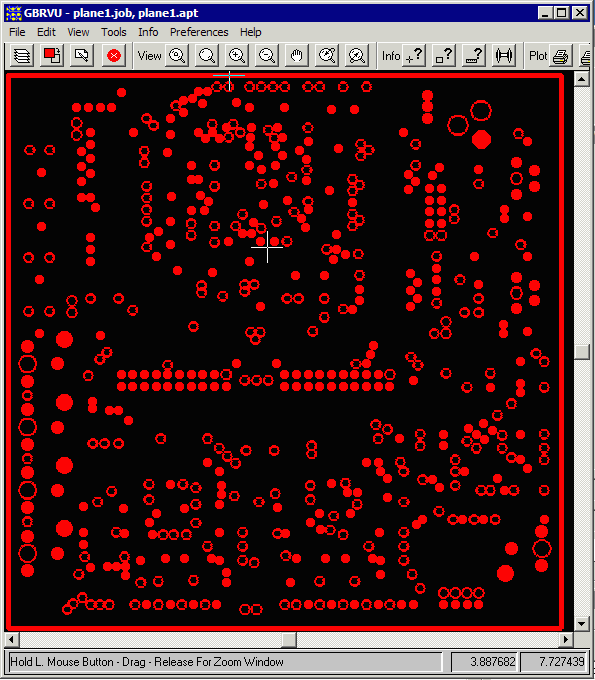 GBRVU - plane1.job, plane1.apt
File Edit View Tools Info Preferences Help
View Info Plot
Hold L. Mouse Button - Drag - Release For Zoom Window 3.887682 7.727439